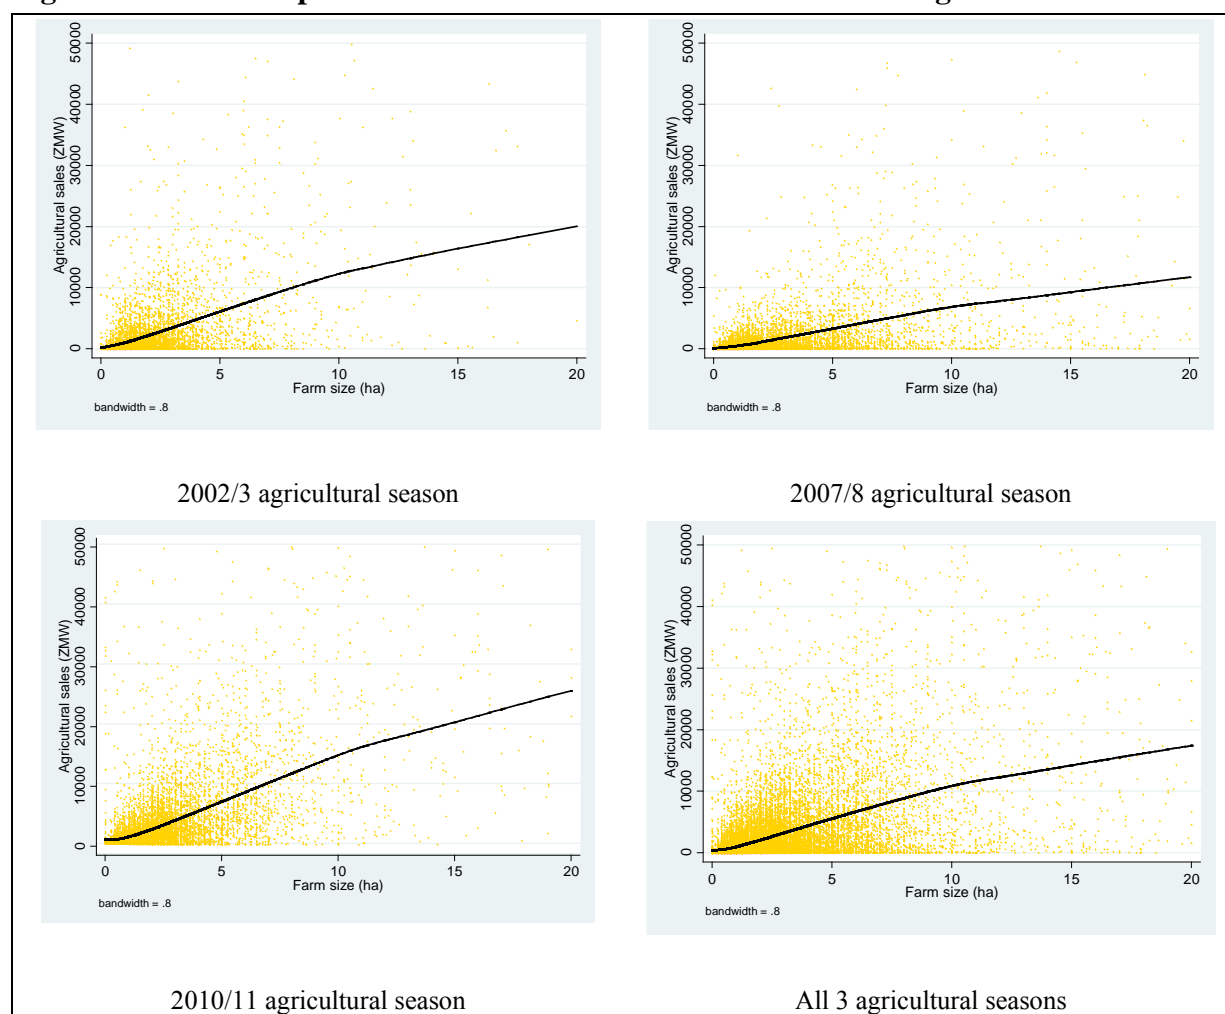 50000
40000
30000
20000
10000
0
Agricultural sales (ZMW)
0 5 10 15 20
Farm size (ha)
bandwidth = .8
50000
40000
30000
20000
10000
0
Agricultural sales (ZMW)
0 5 10 15 20
Farm size (ha)
bandwidth = .8
2002/3 agricultural season
2007/8 agricultural season
50000
40000
30000
20000
10000
0
Agricultural sales (ZMW)
0 5 10 15 20
Farm size (ha)
bandwidth = .8
50000
40000
30000
20000
10000
0
Agricultural sales (ZMW)
0 5 10 15 20
Farm size (ha)
bandwidth = .8
2010/11 agricultural season
All 3 agricultural seasons